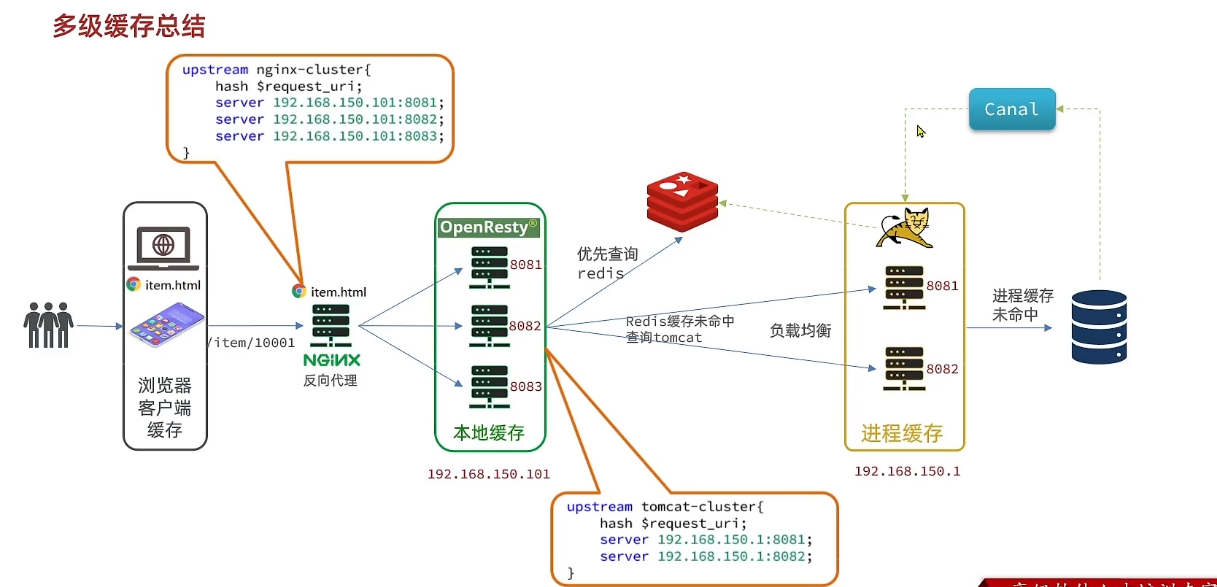 多级缓存总结
upstream nginx-cluster{
hash $request_uri;
server 192.168.150.101:8081;
server 192.168.150.101:8082;
server 192.168.150.101:8083;
}
Canal
OpenResty®
8081
8082
8083
本地缓存
192.168.150.101
item.html
浏览器
客户端
缓存
/item/10001
item.html
NGINX
反向代理
优先查询
redis
Redis缓存未命中
查询tomcat
负载均衡
8081
8082
进程缓存
192.168.150.1
进程缓存
未命中
upstream tomcat-cluster{
hash $request_uri;
server 192.168.150.1:8081;
server 192.168.150.1:8082;
}